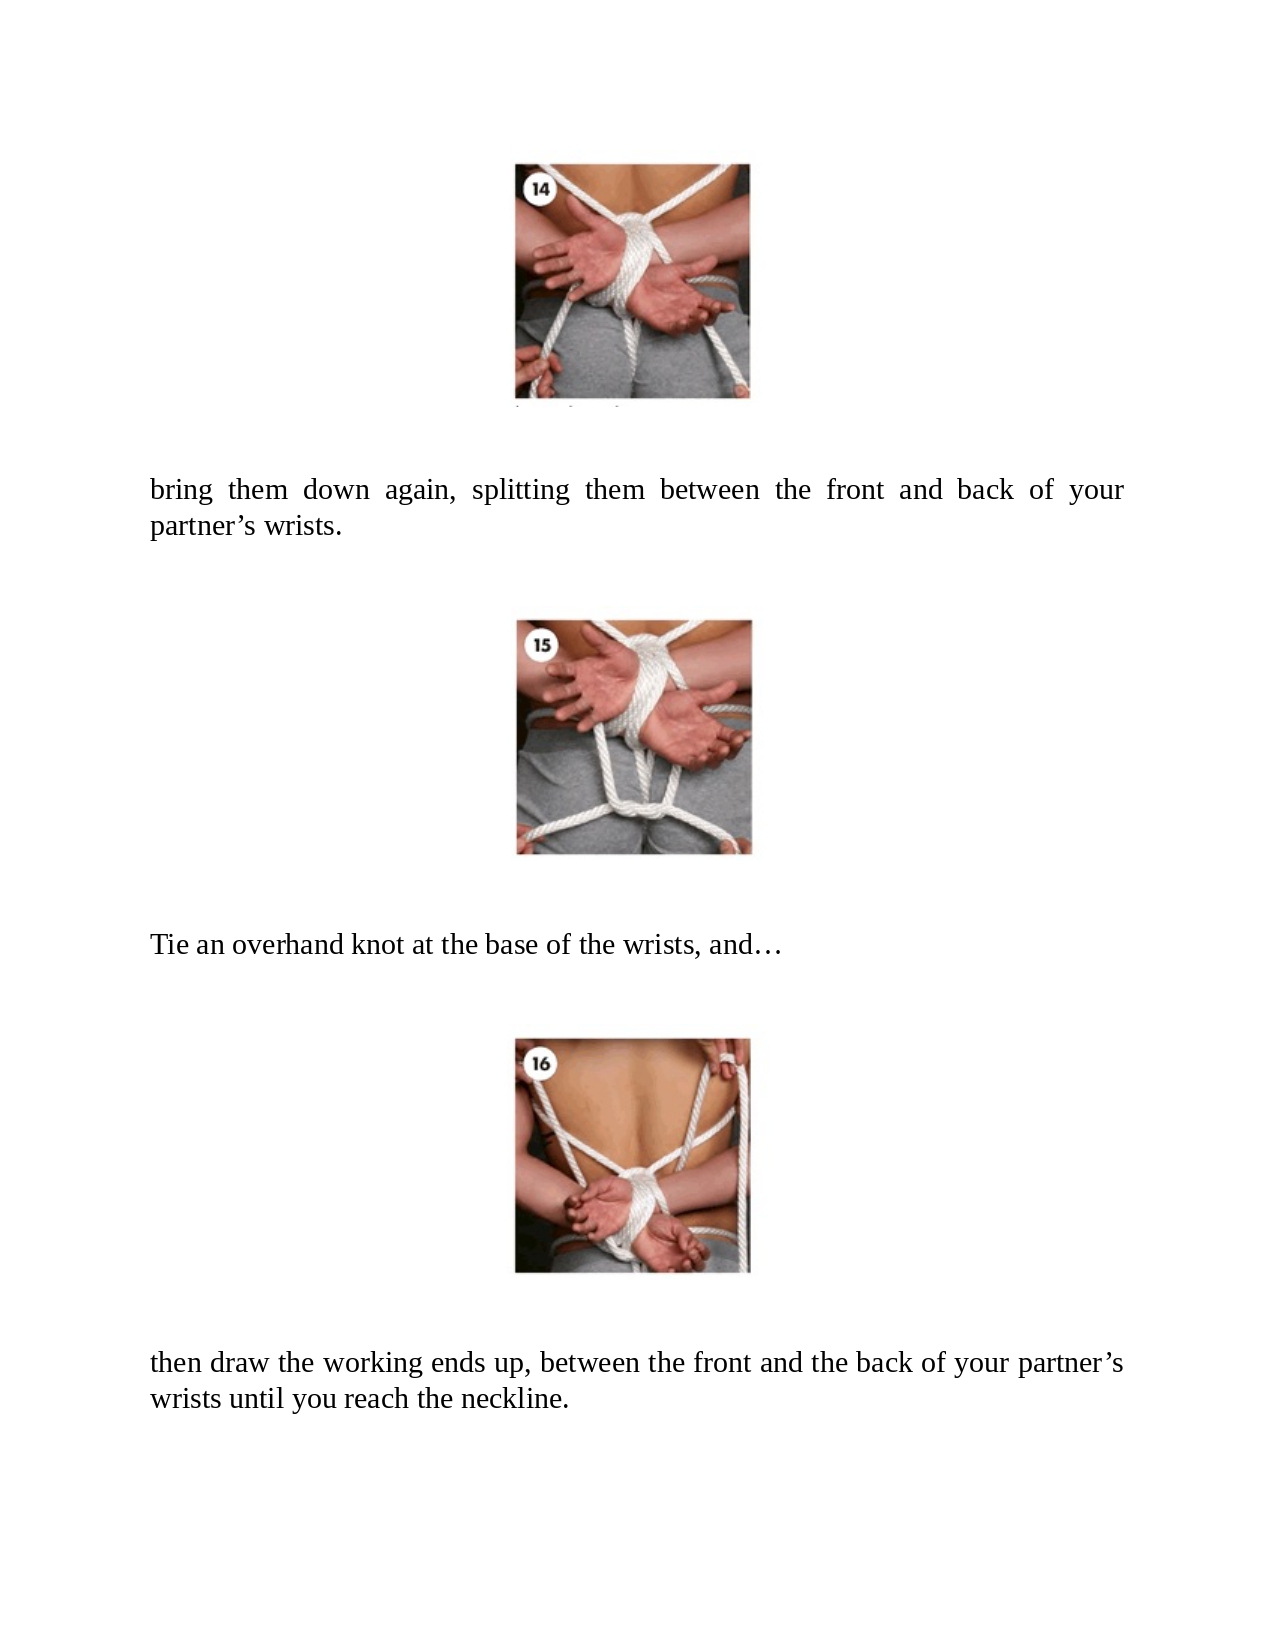 14
bring them down again, splitting them between the front and back of your
partner’s wrists.
15
Tie an overhand knot at the base of the wrists, and…
16
then draw the working ends up, between the front and the back of your partner’s
wrists until you reach the neckline.